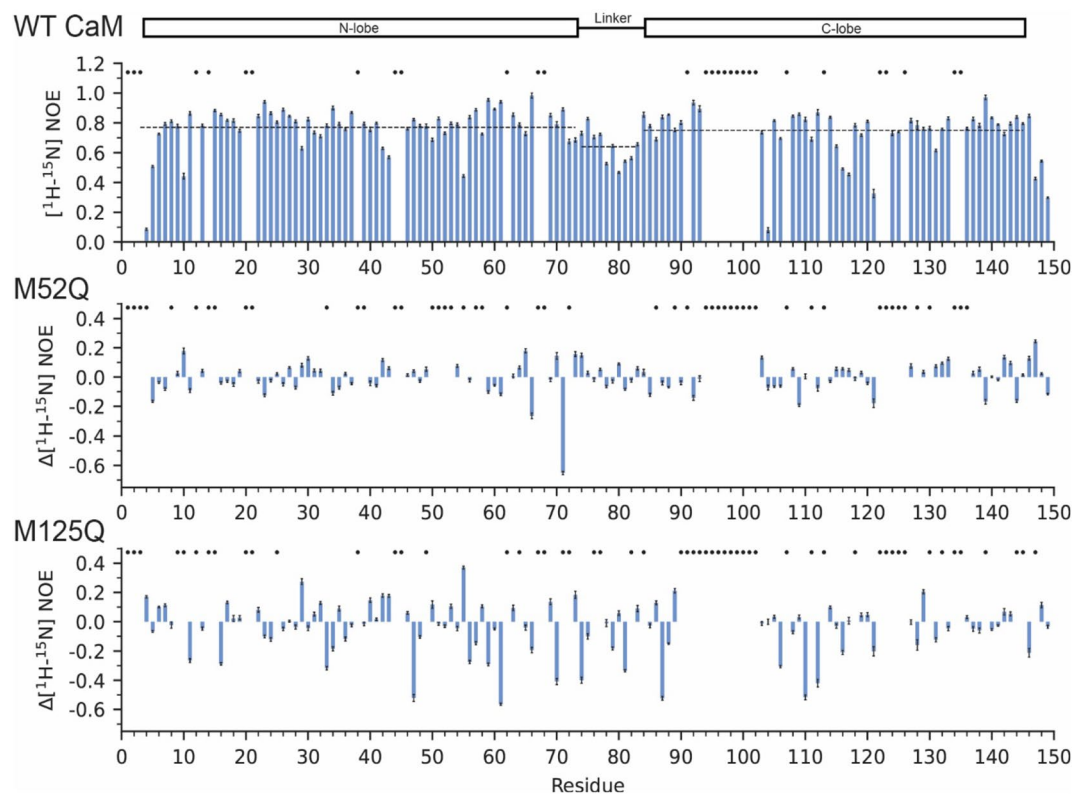 WT CaM
Linker
N-lobe
C-lobe
[¹H-¹⁵N] NOE
1.2
1.0
0.8
0.6
0.4
0.2
0.0
0 10 20 30 40 50 60 70 80 90 100 110 120 130 140 150
M52Q
Δ[¹H-¹⁵N] NOE
0.4
0.2
0.0
-0.2
-0.4
-0.6
0 10 20 30 40 50 60 70 80 90 100 110 120 130 140 150
M125Q
Δ[¹H-¹⁵N] NOE
0.4
0.2
0.0
-0.2
-0.4
-0.6
0 10 20 30 40 50 60 70 80 90 100 110 120 130 140 150
Residue